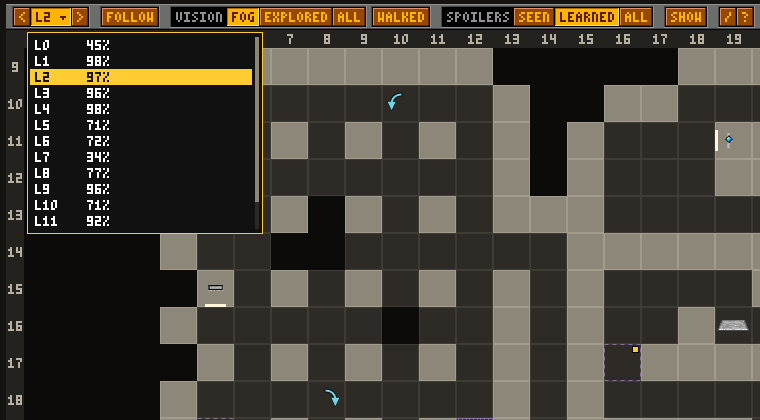 < L2 > FOLLOW VISION FOG EXPLORED ALL WALKED SPOILERS SEEN LEARNED ALL SHOW / ?
7 8 9 10 11 12 13 14 15 16 17 18 19
L0 45%
L1 98%
L2 97%
L3 96%
L4 98%
L5 71%
L6 72%
L7 34%
L8 77%
L9 96%
L10 71%
L11 92%
9
10
11
12
13
14
15
16
17
18